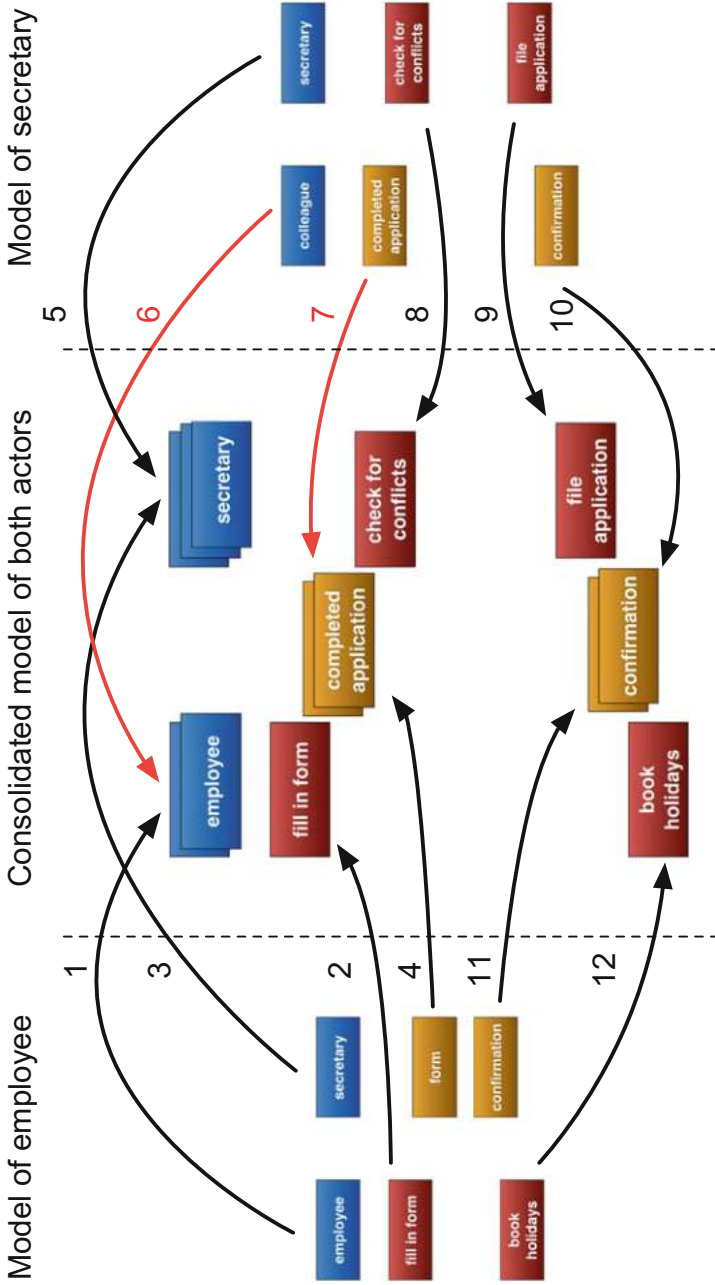 Model of employee
Consolidated model of both actors
Model of secretary
employee
secretary
fill in form
form
confirmation
book
holidays
1
3
2
4
11
12
employee
secretary
fill in form
completed
application
check for
conflicts
file
application
confirmation
book
holidays
5
6
7
8
9
10
secretary
colleague
completed
application
check for
conflicts
file
application
confirmation